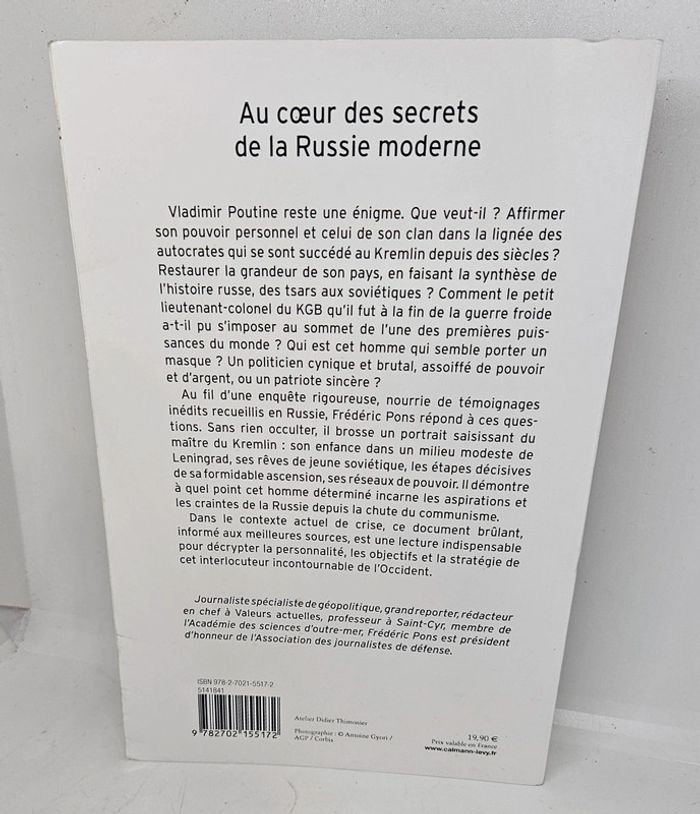 Au cœur des secrets
de la Russie moderne
Vladimir Poutine reste une énigme. Que veut-il ? Affirmer
son pouvoir personnel et celui de son clan dans la lignée des
autocrates qui se sont succédé au Kremlin depuis des siècles ?
Restaurer la grandeur de son pays, en faisant la synthèse de
l'histoire russe, des tsars aux soviétiques ? Comment le petit
lieutenant-colonel du KGB qu'il fut à la fin de la guerre froide
a-t-il pu s'imposer au sommet de l'une des premières puis-
sances du monde ? Qui est cet homme qui semble porter un
masque ? Un politicien cynique et brutal, assoiffé de pouvoir
et d'argent, ou un patriote sincère ?
Au fil d'une enquête rigoureuse, nourrie de témoignages
inédits recueillis en Russie, Frédéric Pons répond à ces ques-
tions. Sans rien occulter, il brosse un portrait saisissant du
maître du Kremlin : son enfance dans un milieu modeste de
Leningrad, ses rêves de jeune soviétique, les étapes décisives
de sa formidable ascension, ses réseaux de pouvoir. Il démontre
à quel point cet homme déterminé incarne les aspirations et
les craintes de la Russie depuis la chute du communisme.
Dans le contexte actuel de crise, ce document brûlant,
informé aux meilleures sources, est une lecture indispensable
pour décrypter la personnalité, les objectifs et la stratégie de
cet interlocuteur incontournable de l'Occident.
Journaliste spécialiste de géopolitique, grand reporter, rédacteur
en chef à Valeurs actuelles, professeur à Saint-Cyr, membre de
l'Académie des sciences d'outre-mer, Frédéric Pons est président
d'honneur de l'Association des journalistes de défense.
ISBN 978-2-7021-5517-2
5141841
9 782702 155172
Atelier Didier Thimonier
Photographie : © Antoine Gyori /
AGP / Corbis
19,90 €
Prix valable en France
www.calmann-levy.fr